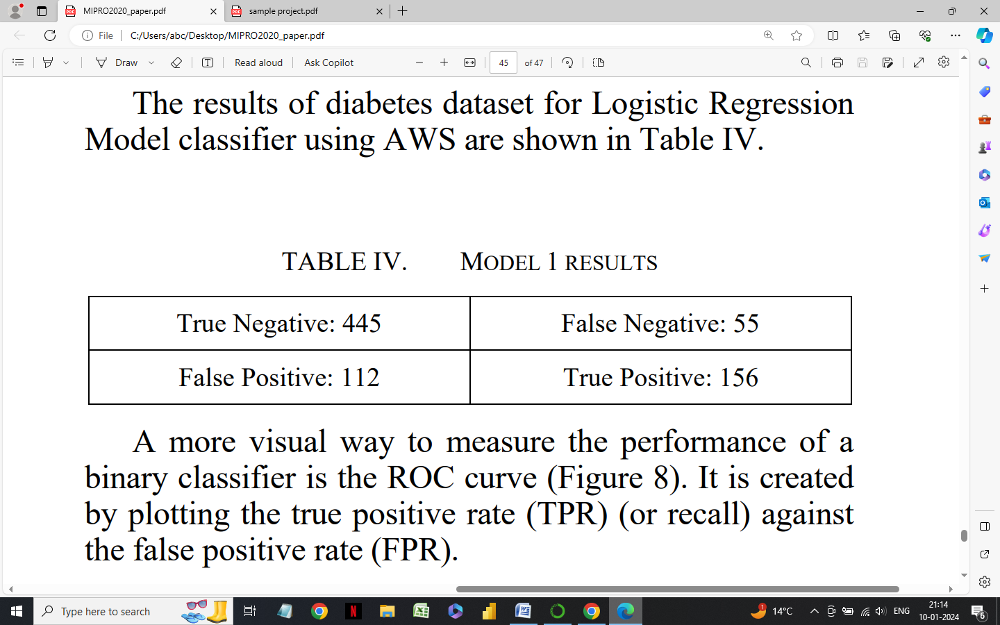 MIPRO2020_paper.pdf
sample project.pdf
File
C:/Users/abc/Desktop/MIPRO2020_paper.pdf
Draw
Read aloud
Ask Copilot
45
of 47
The results of diabetes dataset for Logistic Regression
Model classifier using AWS are shown in Table IV.
TABLE IV. MODEL 1 RESULTS
True Negative: 445 False Negative: 55
False Positive: 112 True Positive: 156
A more visual way to measure the performance of a
binary classifier is the ROC curve (Figure 8). It is created
by plotting the true positive rate (TPR) (or recall) against
the false positive rate (FPR).
Type here to search
14°C
ENG
21:14
10-01-2024
6